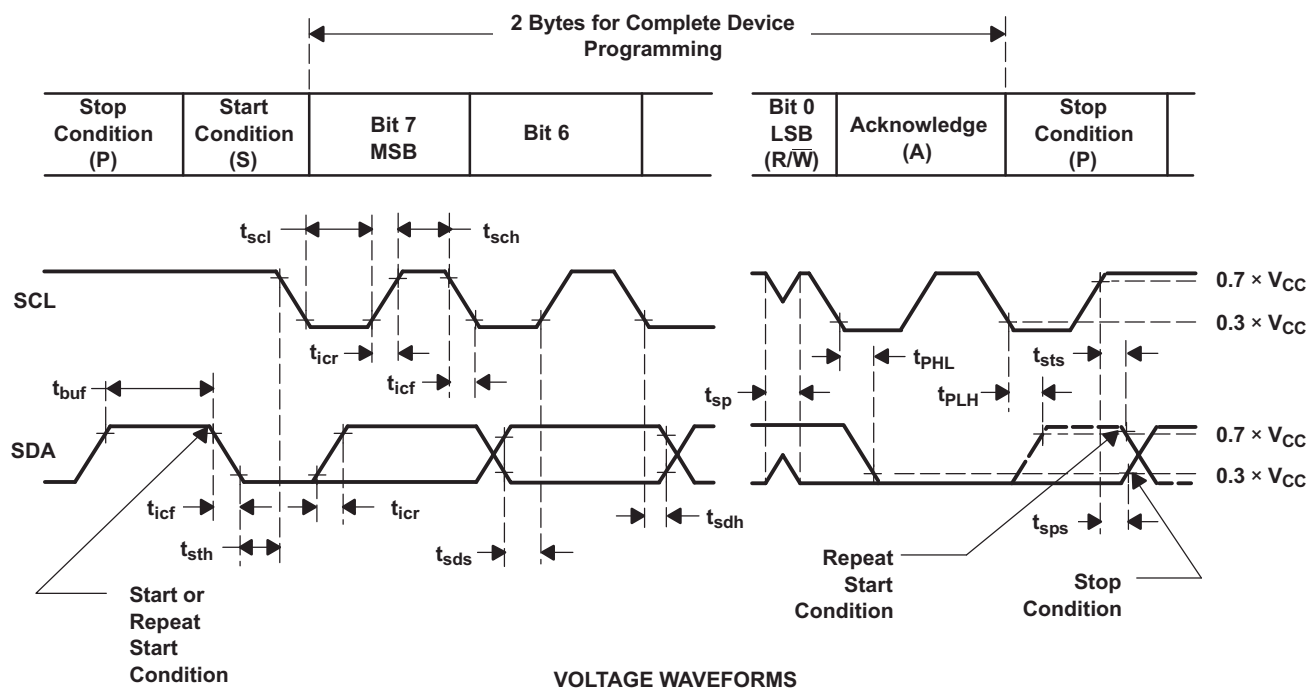 2 Bytes for Complete Device
Programming
Stop
Condition
(P)
Start
Condition
(S)
Bit 7
MSB
Bit 6
Bit 0
LSB
(R/W̅)
Acknowledge
(A)
Stop
Condition
(P)
tscl
tsch
SCL
0.7 × VCC
0.3 × VCC
ticr
ticf
tbuf
tsp
tPHL
tPLH
tsts
SDA
0.7 × VCC
0.3 × VCC
ticf
ticr
tsth
tsds
tsdh
tsps
Start or
Repeat
Start
Condition
Repeat
Start
Condition
Stop
Condition
VOLTAGE WAVEFORMS